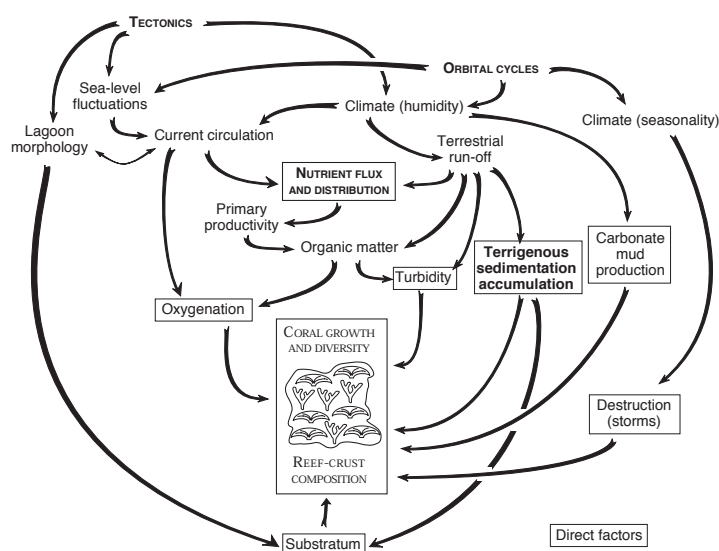 TECTONICS
ORBITAL CYCLES
Sea-level
fluctuations
Climate (humidity)
Climate (seasonality)
Lagoon
morphology
Current circulation
Terrestrial
run-off
NUTRIENT FLUX
AND DISTRIBUTION
Primary
productivity
Organic matter
Turbidity
Terrigenous
sedimentation
accumulation
Carbonate
mud
production
Oxygenation
CORAL GROWTH
AND DIVERSITY
REEF-CRUST
COMPOSITION
Destruction
(storms)
Substratum
Direct factors